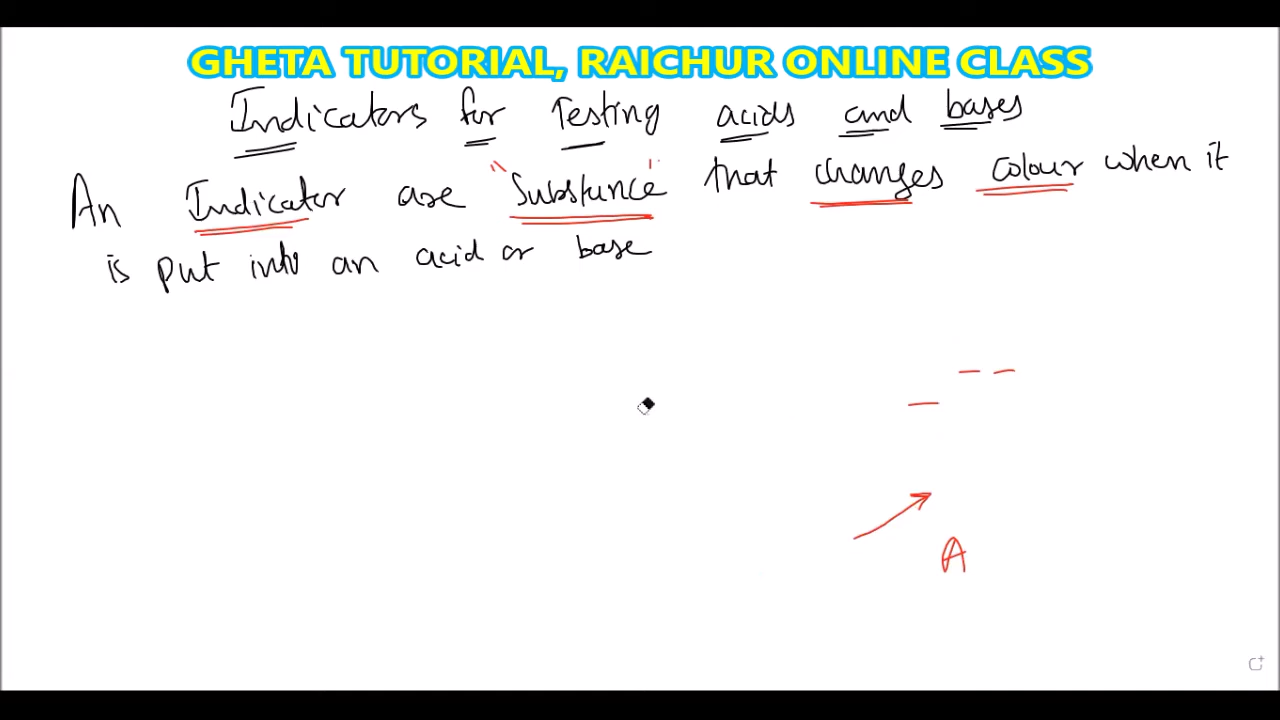 GHETA TUTORIAL, RAICHUR ONLINE CLASS
Indicators for Testing acids and bases
An Indicator are "Substance" that changes colour when it
is put into an acid or base
A